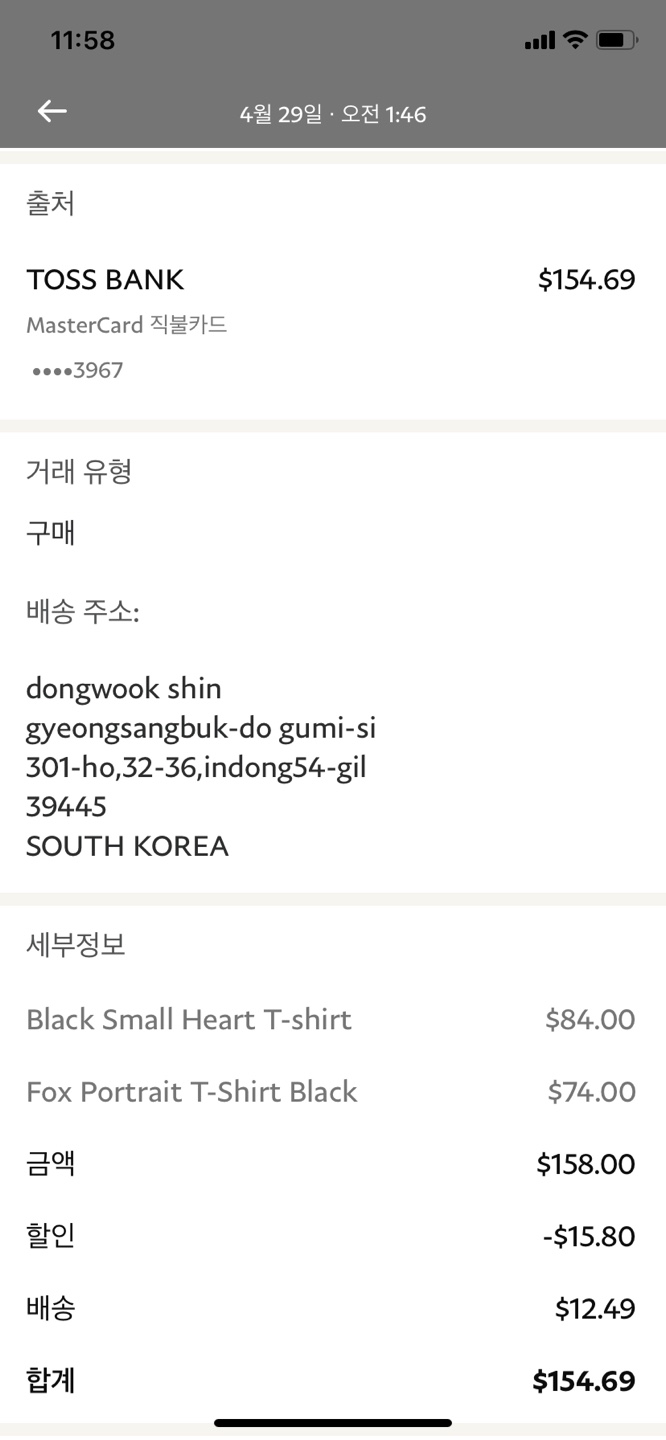 11:58
4월 29일 · 오전 1:46
출처
TOSS BANK $154.69
MasterCard 직불카드
••••3967
거래 유형
구매
배송 주소:
dongwook shin
gyeongsangbuk-do gumi-si
301-ho,32-36,indong54-gil
39445
SOUTH KOREA
세부정보
Black Small Heart T-shirt $84.00
Fox Portrait T-Shirt Black $74.00
금액 $158.00
할인 -$15.80
배송 $12.49
합계 $154.69